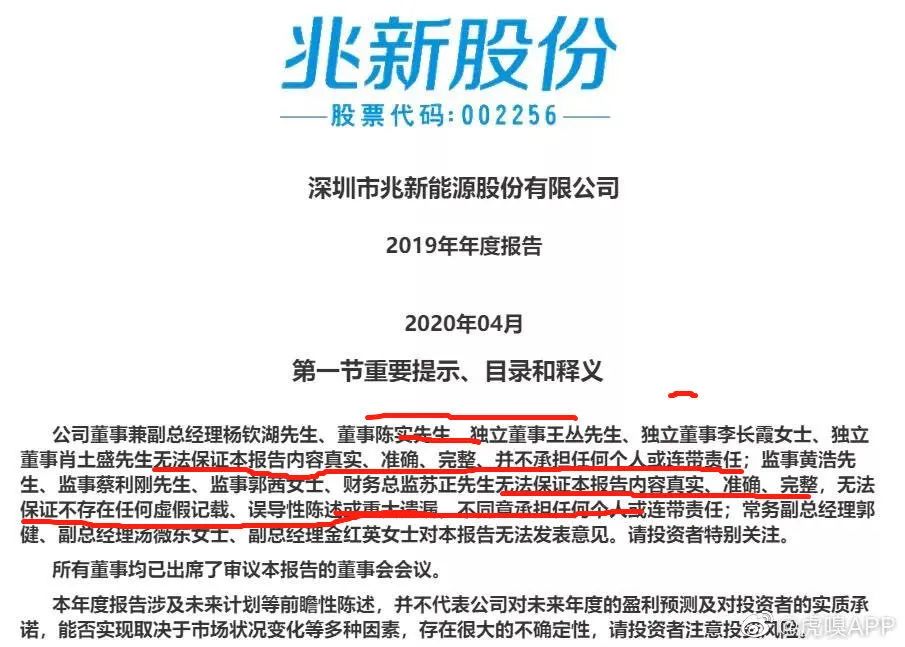 兆新股份
股票代码:002256
深圳市兆新能源股份有限公司
2019年年度报告
2020年04月
第一节重要提示、目录和释义
公司董事兼副总经理杨钦湖先生、董事陈实先生、独立董事王丛先生、独立董事李长霞女士、独立
董事肖土盛先生无法保证本报告内容真实、准确、完整、并不承担任何个人或连带责任；监事黄浩先
生、监事蔡利刚先生、监事郭茜女士、财务总监苏正先生无法保证本报告内容真实、准确、完整，无法
保证不存在任何虚假记载、误导性陈述或重大遗漏，不同意承担任何个人或连带责任；常务副总经理郭
健、副总经理汤薇东女士、副总经理金红英女士对本报告无法发表意见。请投资者特别关注。
所有董事均已出席了审议本报告的董事会会议。
本年度报告涉及未来计划等前瞻性陈述，并不代表公司对未来年度的盈利预测及对投资者的实质承
诺，能否实现取决于市场状况变化等多种因素，存在很大的不确定性，请投资者注意投资风险。
@虎嗅APP